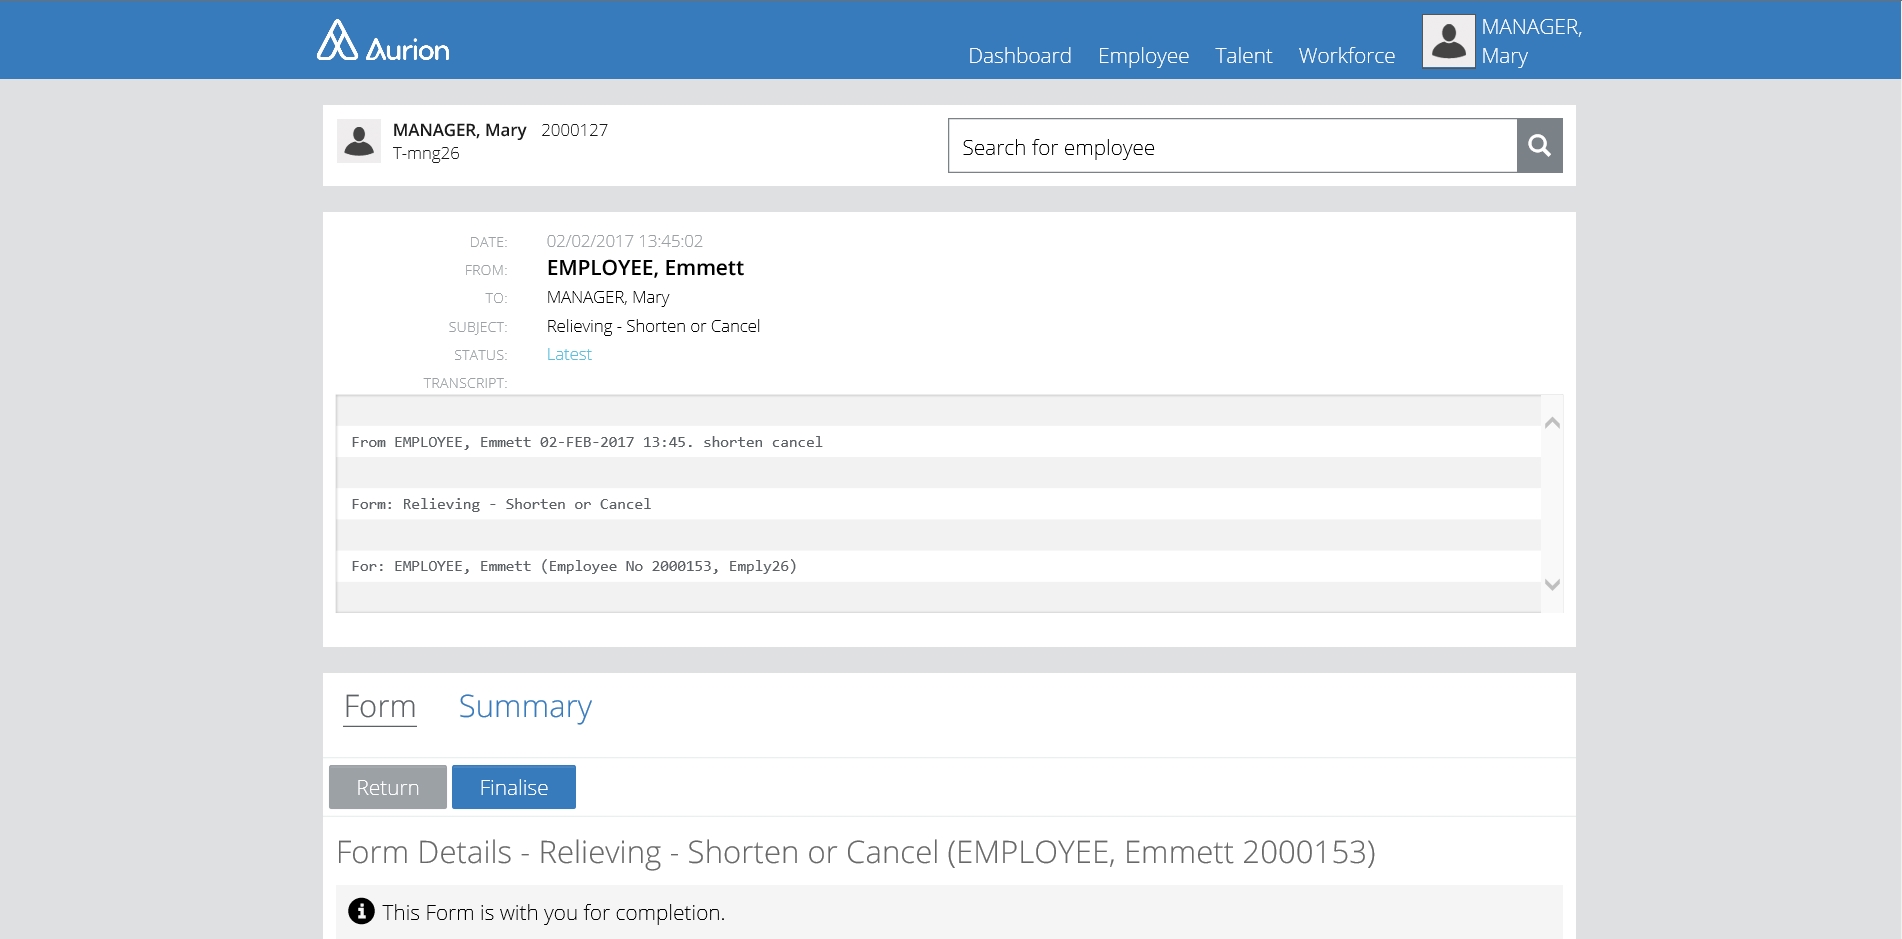 Aurion
Dashboard Employee Talent Workforce MANAGER, Mary
MANAGER, Mary 2000127
T-mng26
Search for employee
DATE: 02/02/2017 13:45:02
FROM: EMPLOYEE, Emmett
TO: MANAGER, Mary
SUBJECT: Relieving - Shorten or Cancel
STATUS: Latest
TRANSCRIPT:
From EMPLOYEE, Emmett 02-FEB-2017 13:45. shorten cancel
Form: Relieving - Shorten or Cancel
For: EMPLOYEE, Emmett (Employee No 2000153, Emply26)
Form Summary
Return Finalise
Form Details - Relieving - Shorten or Cancel (EMPLOYEE, Emmett 2000153)
This Form is with you for completion.